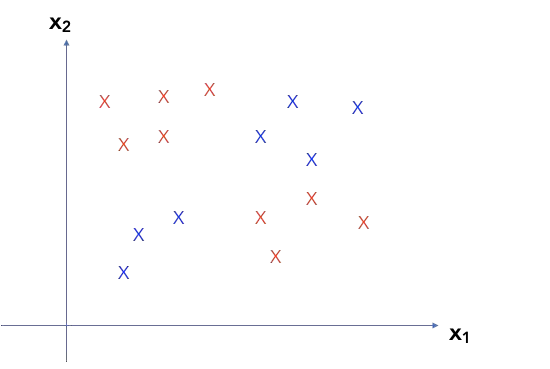 x₂
X X X X X
X X X X
X
X X X
X X X
X X
x₁